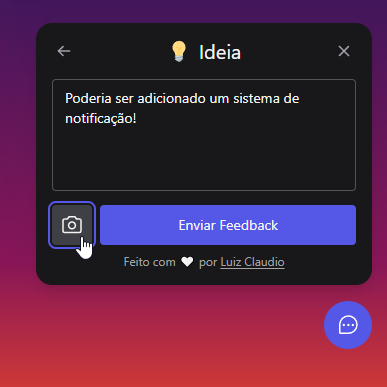 Ideia
Poderia ser adicionado um sistema de
notificação!
Enviar Feedback
Feito com ❤ por Luiz Claudio